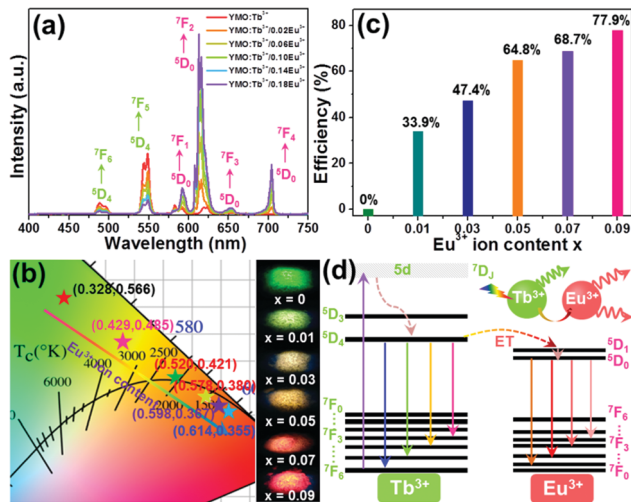 (a)
Intensity (a.u.)
⁷F₆
⁵D₄
⁷F₅
⁵D₄
⁷F₁
⁵D₀
⁷F₂
⁵D₀
⁷F₃
⁵D₀
⁷F₄
⁵D₀
YMO:Tb³⁺
YMO:Tb³⁺/0.02Eu³⁺
YMO:Tb³⁺/0.06Eu³⁺
YMO:Tb³⁺/0.10Eu³⁺
YMO:Tb³⁺/0.14Eu³⁺
YMO:Tb³⁺/0.18Eu³⁺
400 450 500 550 600 650 700 750
Wavelength (nm)
(c)
Efficiency (%)
80
60
40
20
0
0%
33.9%
47.4%
64.8%
68.7%
77.9%
0 0.01 0.03 0.05 0.07 0.09
Eu³⁺ ion content x
(b)
(0.328,0.566)
(0.429,0.485)
580
(0.520,0.421)
(0.578,0.380)
(0.598,0.367)
(0.614,0.355)
Tc(°K)
Eu³⁺ ion content
6000
4000
3000
2500
2000
x = 0
x = 0.01
x = 0.03
x = 0.05
x = 0.07
x = 0.09
(d)
5d
⁷D_J
Tb³⁺
Eu³⁺
⁵D₃
⁵D₄
ET
⁵D₁
⁵D₀
⁷F₀
⁷F₃
⁷F₆
⁷F₆
⁷F₃
⁷F₀
Tb³⁺
Eu³⁺